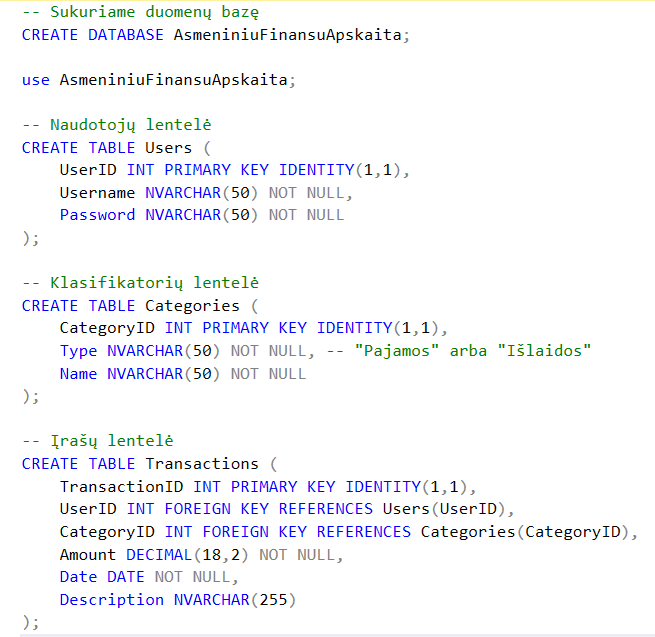 -- Sukuriame duomenų bazę
CREATE DATABASE AsmeniniuFinansuApskaita;
use AsmeniniuFinansuApskaita;
-- Naudotojų lentelė
CREATE TABLE Users (
UserID INT PRIMARY KEY IDENTITY(1,1),
Username NVARCHAR(50) NOT NULL,
Password NVARCHAR(50) NOT NULL
);
-- Klasifikatorių lentelė
CREATE TABLE Categories (
CategoryID INT PRIMARY KEY IDENTITY(1,1),
Type NVARCHAR(50) NOT NULL, -- "Pajamos" arba "Išlaidos"
Name NVARCHAR(50) NOT NULL
);
-- Įrašų lentelė
CREATE TABLE Transactions (
TransactionID INT PRIMARY KEY IDENTITY(1,1),
UserID INT FOREIGN KEY REFERENCES Users(UserID),
CategoryID INT FOREIGN KEY REFERENCES Categories(CategoryID),
Amount DECIMAL(18,2) NOT NULL,
Date DATE NOT NULL,
Description NVARCHAR(255)
);